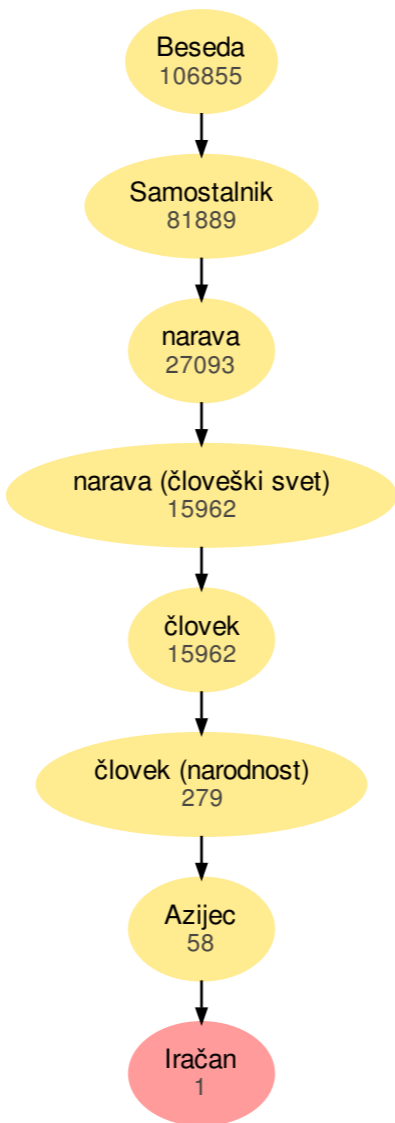 Beseda
106855
Samostalnik
81889
narava
27093
narava (človeški svet)
15962
človek
15962
človek (narodnost)
279
Azijec
58
Iračan
1